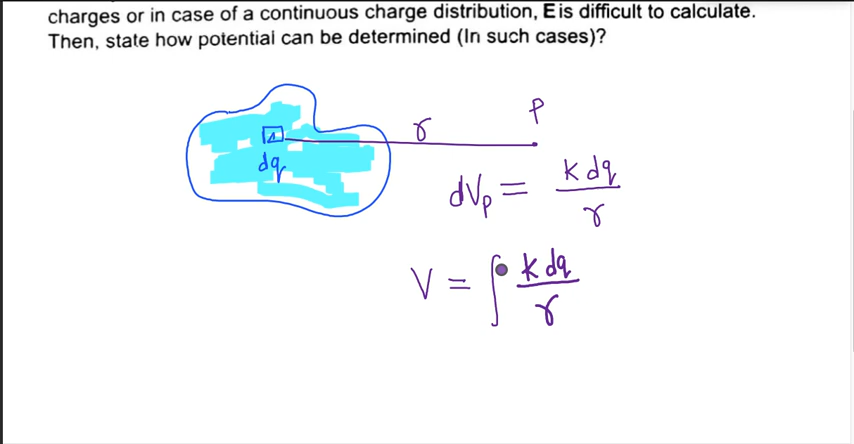 charges or in case of a continuous charge distribution, E is difficult to calculate.
Then, state how potential can be determined (In such cases)?
P
r
dq
dVp = k dq / r
V = ∫ k dq / r